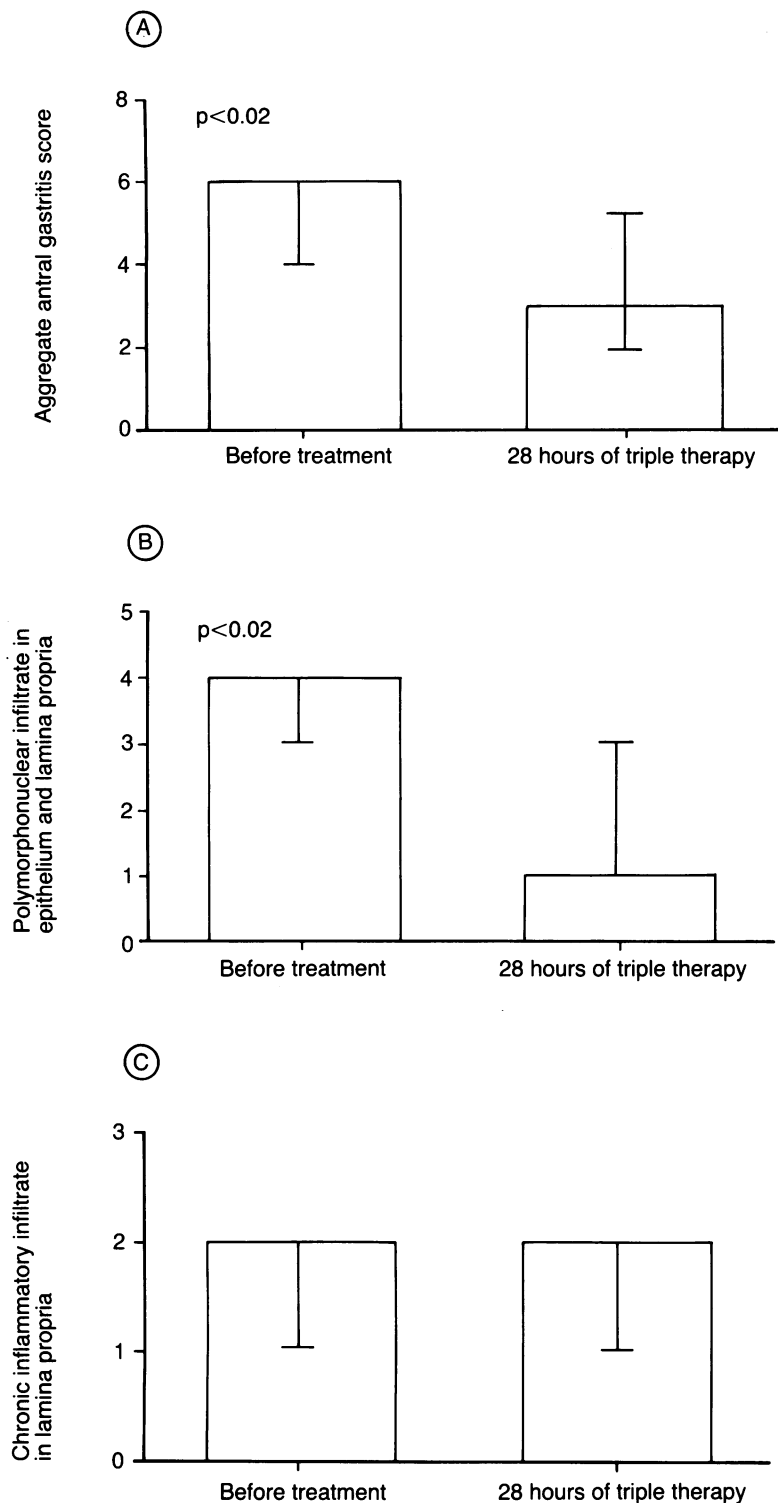 A
Aggregate antral gastritis score
8
6
4
2
0
p<0.02
Before treatment
28 hours of triple therapy
B
Polymorphonuclear infiltrate in
epithelium and lamina propria
5
4
3
2
1
0
p<0.02
Before treatment
28 hours of triple therapy
C
Chronic inflammatory infiltrate
in lamina propria
3
2
1
0
Before treatment
28 hours of triple therapy